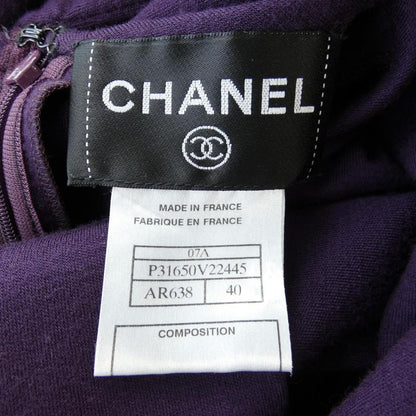 CHANEL
MADE IN FRANCE
FABRIQUE EN FRANCE
07A
P31650V22445
AR638 40
COMPOSITION